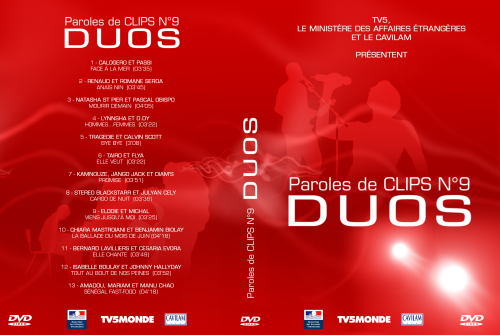 Paroles de CLIPS N°9
DUOS
1 - CALOGERO ET PASSI
FACE À LA MER (03'35)
2 - RENAUD ET ROMANE SERDA
ANAIS NIN (03'45)
3 - NATASHA ST PIER ET PASCAL OBISPO
MOURIR DEMAIN (04'05)
4 - LYNNSHA ET D.OY
HOMMES...FEMMES (03'22)
5 - TRAGEDIE ET CALVIN SCOTT
BYE BYE (3'08)
6 - TAIRO ET FLYA
ELLE VEUT (03'22)
7 - KAMNOUZE, JANGO JACK ET DIAM'S
PROMISE (03'51)
8 - STEREO BLACKSTARR ET JULYAN CELY
CARGO DE NUIT (03'38)
9 - ELODIE ET MICHAL
VIENS JUSQU'À MOI (03'25)
10 - CHIARA MASTROIANI ET BENJAMIN BIOLAY
LA BALLADE DU MOIS DE JUIN (04'18)
11 - BERNARD LAVILLIERS ET CESARIA EVORA
ELLE CHANTE (03'49)
12 - ISABELLE BOULAY ET JOHNNY HALLYDAY
TOUT AU BOUT DE NOS PEINES (03'52)
13 - AMADOU, MARIAM ET MANU CHAO
SÉNÉGAL FAST-FOOD (04'18)
DVD
VIDEO
TV5MONDE
CAVILAM
Paroles de CLIPS N°9
DUOS
DVD
VIDEO
TV5,
LE MINISTÈRE DES AFFAIRES ÉTRANGÈRES
ET LE CAVILAM
PRÉSENTENT
Paroles de CLIPS N°9
DUOS
TV5MONDE
CAVILAM
DVD
VIDEO